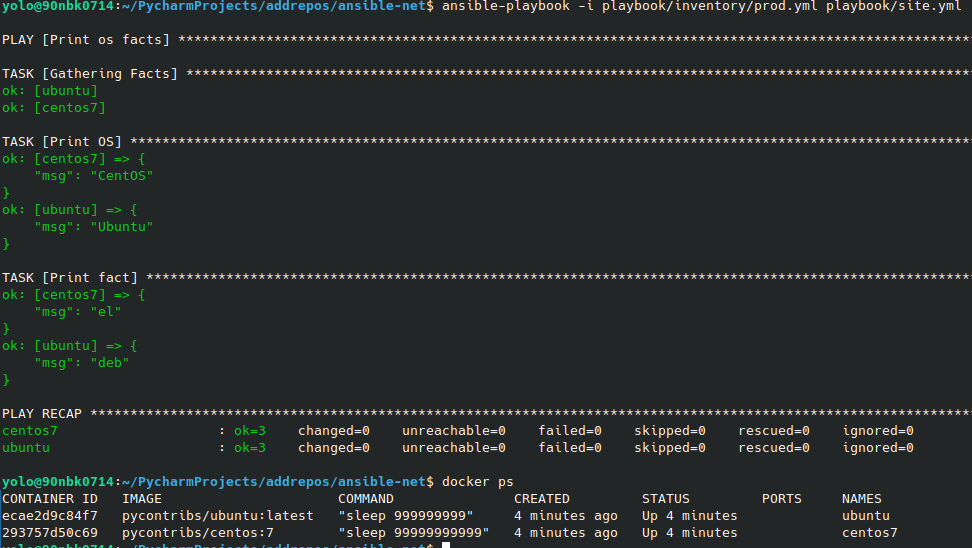 yolo@90nbk0714:~/PycharmProjects/addrepos/ansible-net$ ansible-playbook -i playbook/inventory/prod.yml playbook/site.yml
PLAY [Print os facts] ***************************************************************************************************
TASK [Gathering Facts] **************************************************************************************************
ok: [ubuntu]
ok: [centos7]
TASK [Print OS] *********************************************************************************************************
ok: [centos7] => {
    "msg": "CentOS"
}
ok: [ubuntu] => {
    "msg": "Ubuntu"
}
TASK [Print fact] *******************************************************************************************************
ok: [centos7] => {
    "msg": "el"
}
ok: [ubuntu] => {
    "msg": "deb"
}
PLAY RECAP **************************************************************************************************************
centos7                    : ok=3    changed=0    unreachable=0    failed=0    skipped=0    rescued=0    ignored=0
ubuntu                     : ok=3    changed=0    unreachable=0    failed=0    skipped=0    rescued=0    ignored=0
yolo@90nbk0714:~/PycharmProjects/addrepos/ansible-net$ docker ps
CONTAINER ID   IMAGE                      COMMAND               CREATED         STATUS         PORTS     NAMES
ecae2d9c84f7   pycontribs/ubuntu:latest   "sleep 999999999"     4 minutes ago   Up 4 minutes             ubuntu
293757d50c69   pycontribs/centos:7        "sleep 99999999999"   4 minutes ago   Up 4 minutes             centos7
yolo@90nbk0714:~/PycharmProjects/addrepos/ansible-net$